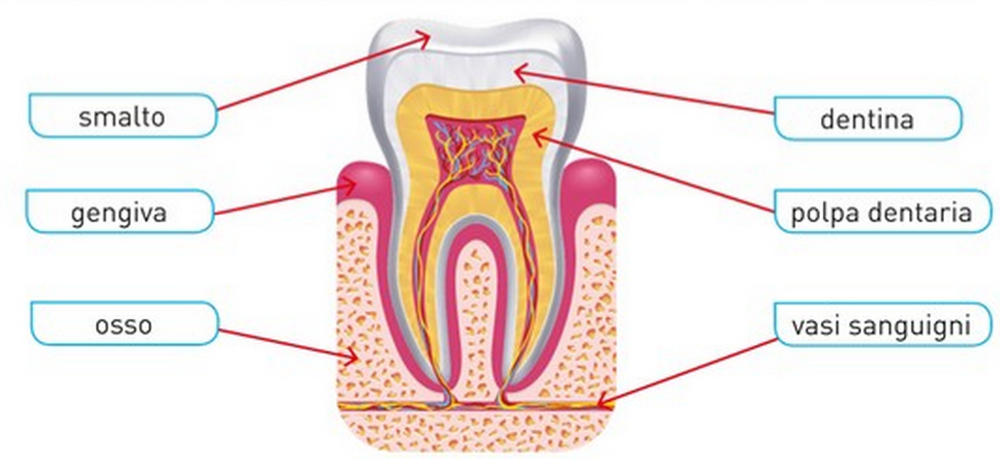 smalto
dentina
gengiva
polpa dentaria
osso
vasi sanguigni